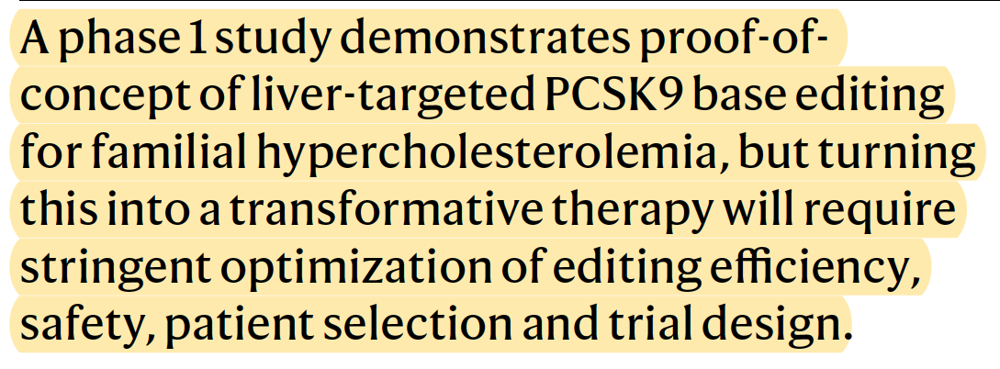 A phase 1 study demonstrates proof-of-
concept of liver-targeted PCSK9 base editing
for familial hypercholesterolemia, but turning
this into a transformative therapy will require
stringent optimization of editing efficiency,
safety, patient selection and trial design.